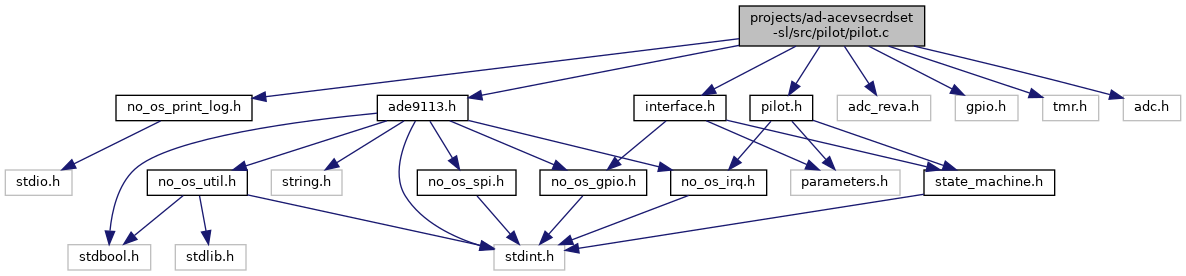 projects/ad-acevsecrdset
-sl/src/pilot/pilot.c
no_os_print_log.h
ade9113.h
interface.h
pilot.h
adc_reva.h
gpio.h
tmr.h
adc.h
stdio.h
no_os_util.h
string.h
no_os_spi.h
no_os_gpio.h
no_os_irq.h
parameters.h
state_machine.h
stdbool.h
stdlib.h
stdint.h